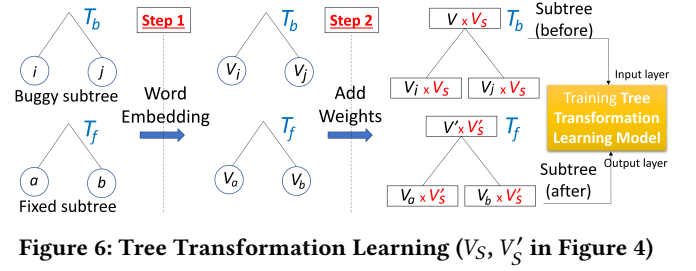 T_b
Step 1
T_b
Step 2
V x V_S
T_b
Subtree
(before)
i
j
V_i
V_j
V_i x V_S
V_j x V_S
Input layer
Buggy subtree
Word
Embedding
Add
Weights
Training Tree
Transformation
Learning Model
T_f
T_f
V' x V'_S
T_f
Output layer
a
b
V_a
V_b
V_a x V'_S
V_b x V'_S
Subtree
(after)
Fixed subtree
Figure 6: Tree Transformation Learning (V_S, V'_S in Figure 4)